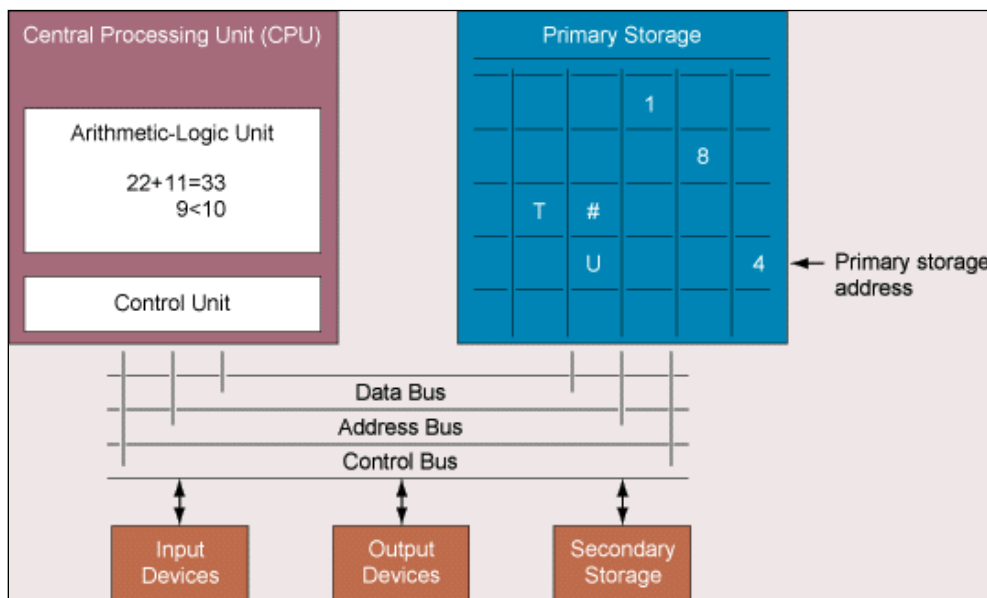 Central Processing Unit (CPU)
Arithmetic-Logic Unit
22+11=33
9<10
Control Unit
Primary Storage
1
8
T #
U 4
Primary storage
address
Data Bus
Address Bus
Control Bus
Input
Devices
Output
Devices
Secondary
Storage